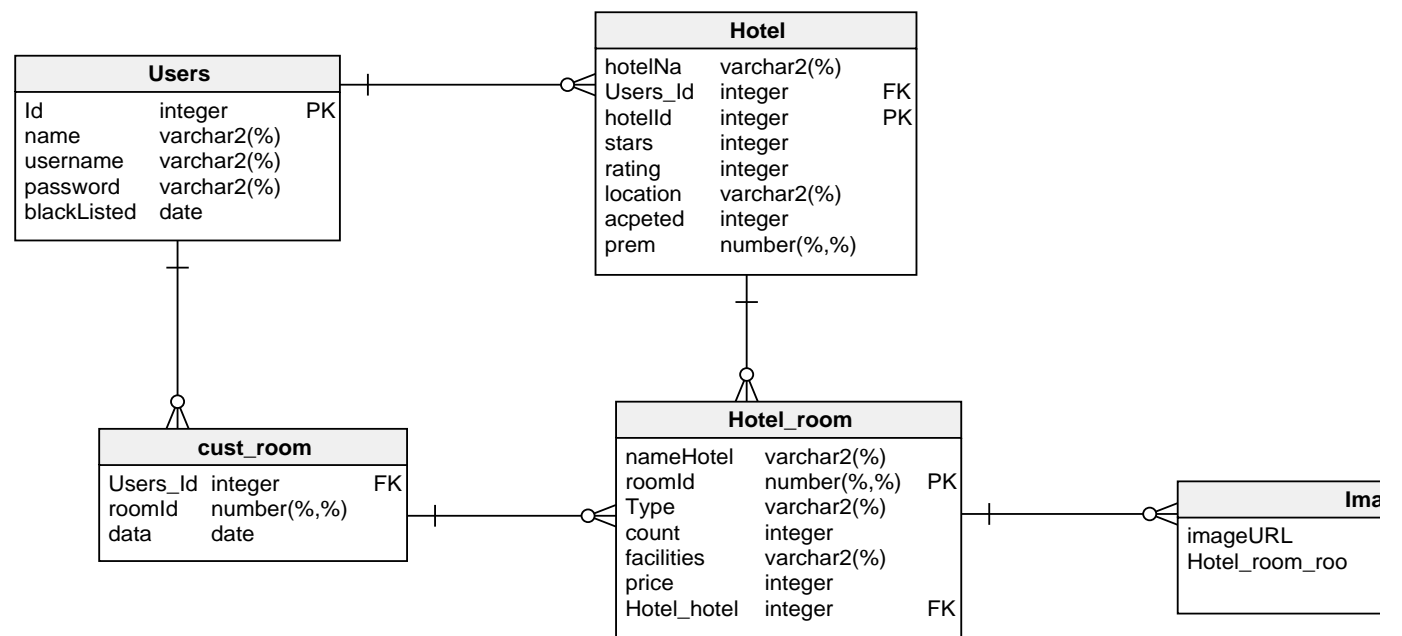 Users
Id integer PK
name varchar2(%)
username varchar2(%)
password varchar2(%)
blackListed date
Hotel
hotelNa varchar2(%)
Users_Id integer FK
hotelId integer PK
stars integer
rating integer
location varchar2(%)
acpeted integer
prem number(%,%)
cust_room
Users_Id integer FK
roomId number(%,%)
data date
Hotel_room
nameHotel varchar2(%)
roomId number(%,%) PK
Type varchar2(%)
count integer
facilities varchar2(%)
price integer
Hotel_hotel integer FK
Ima
imageURL
Hotel_room_roo